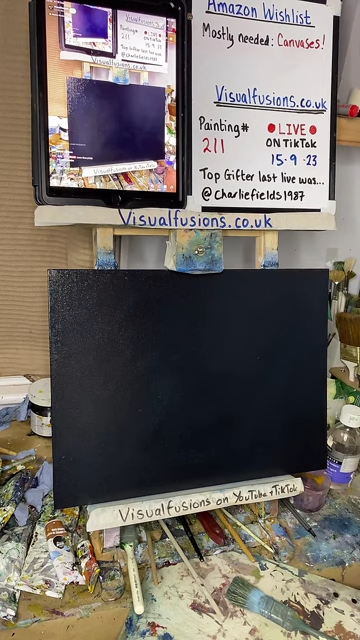 Amazon Wishlist
Mostly needed: Canvases!
Visualfusions.co.uk
Painting#
211
LIVE
ON TikTok
15.9.23
Top Gifter last live was...
@charliefields1987
Visualfusions.co.uk
Visualfusions on YouTube + TikTok